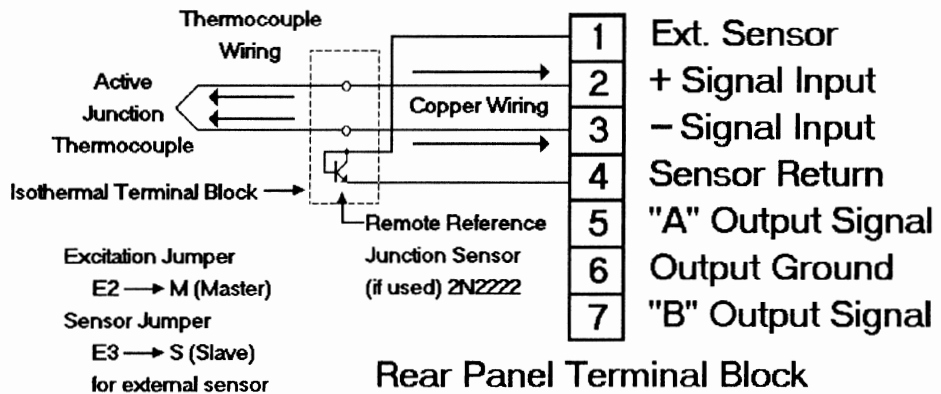 Thermocouple
Wiring
Active
Junction
Thermocouple
Isothermal Terminal Block
Copper Wiring
Remote Reference
Junction Sensor
(if used) 2N2222
Excitation Jumper
E2 → M (Master)
Sensor Jumper
E3 → S (Slave)
for external sensor
1 Ext. Sensor
2 + Signal Input
3 − Signal Input
4 Sensor Return
5 "A" Output Signal
6 Output Ground
7 "B" Output Signal
Rear Panel Terminal Block